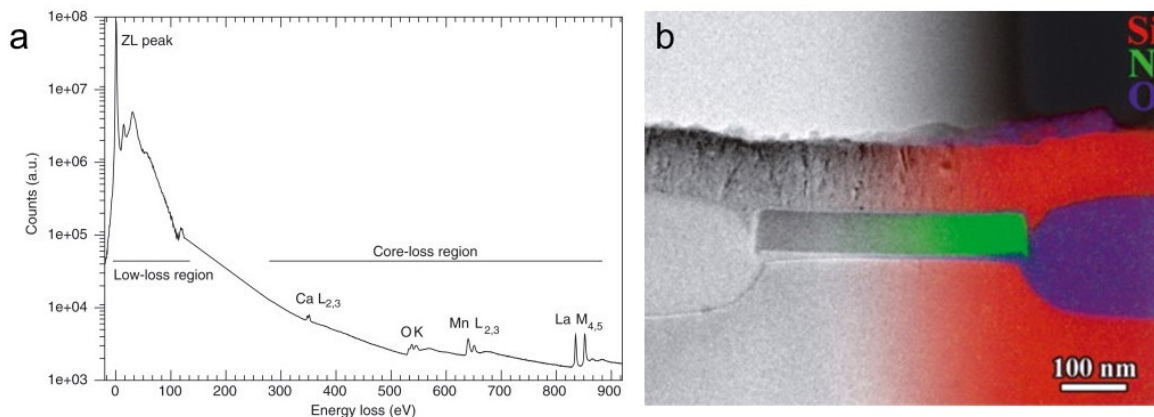 a
1e+08
1e+07
1e+06
1e+05
1e+04
1e+03
Counts (a.u.)
ZL peak
Low-loss region
Core-loss region
Ca L2,3
O K
Mn L2,3
La M4,5
0 100 200 300 400 500 600 700 800 900
Energy loss (eV)
b
Si
N
O
100 nm